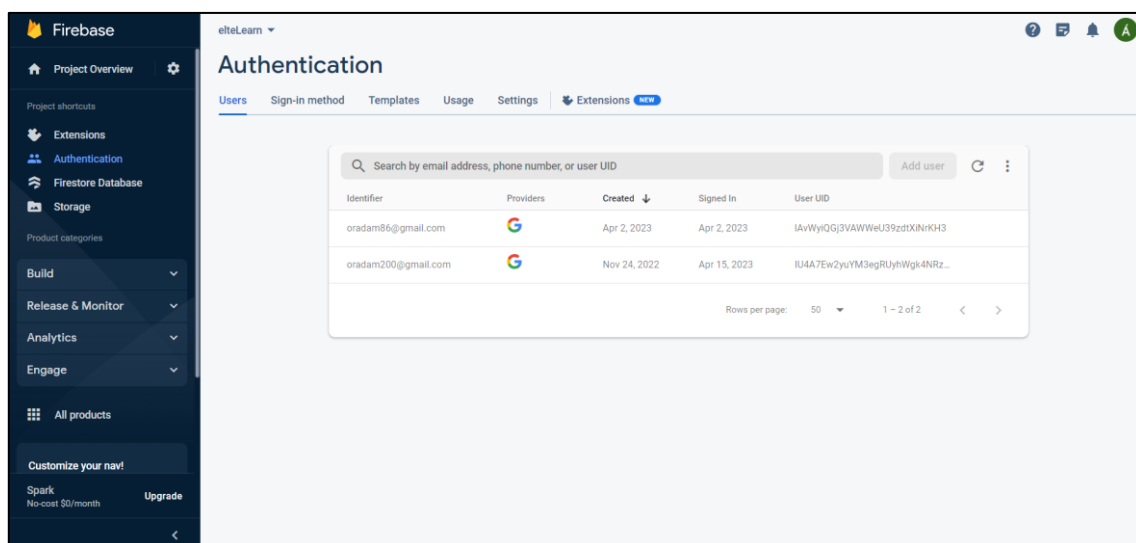 Firebase
Project Overview
Project shortcuts
Extensions
Authentication
Firestore Database
Storage
Product categories
Build
Release & Monitor
Analytics
Engage
All products
Customize your nav!
Spark
No-cost $0/month
Upgrade
elteLearn
Á
Authentication
Users Sign-in method Templates Usage Settings Extensions NEW
Search by email address, phone number, or user UID Add user
Identifier Providers Created Signed In User UID
oradam86@gmail.com Apr 2, 2023 Apr 2, 2023 IAvWyiQGj3VAWWeU39zdtXiNrKH3
oradam200@gmail.com Nov 24, 2022 Apr 15, 2023 IU4A7Ew2yuYM3egRUyhWgk4NRz...
Rows per page: 50 1 – 2 of 2